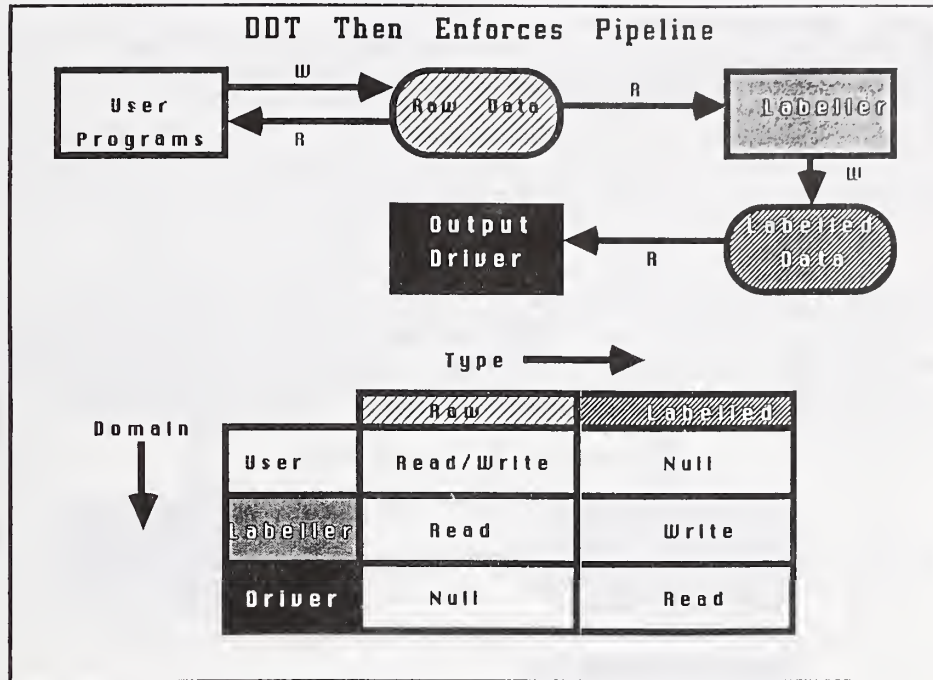 DDT Then Enforces Pipeline
W
User
Programs
R
Raw Data
R
Labeller
W
Output
Driver
R
Labelled
Data
Type
Domain
Raw
Labelled
User
Read/Write
Null
Labeller
Read
Write
Driver
Null
Read